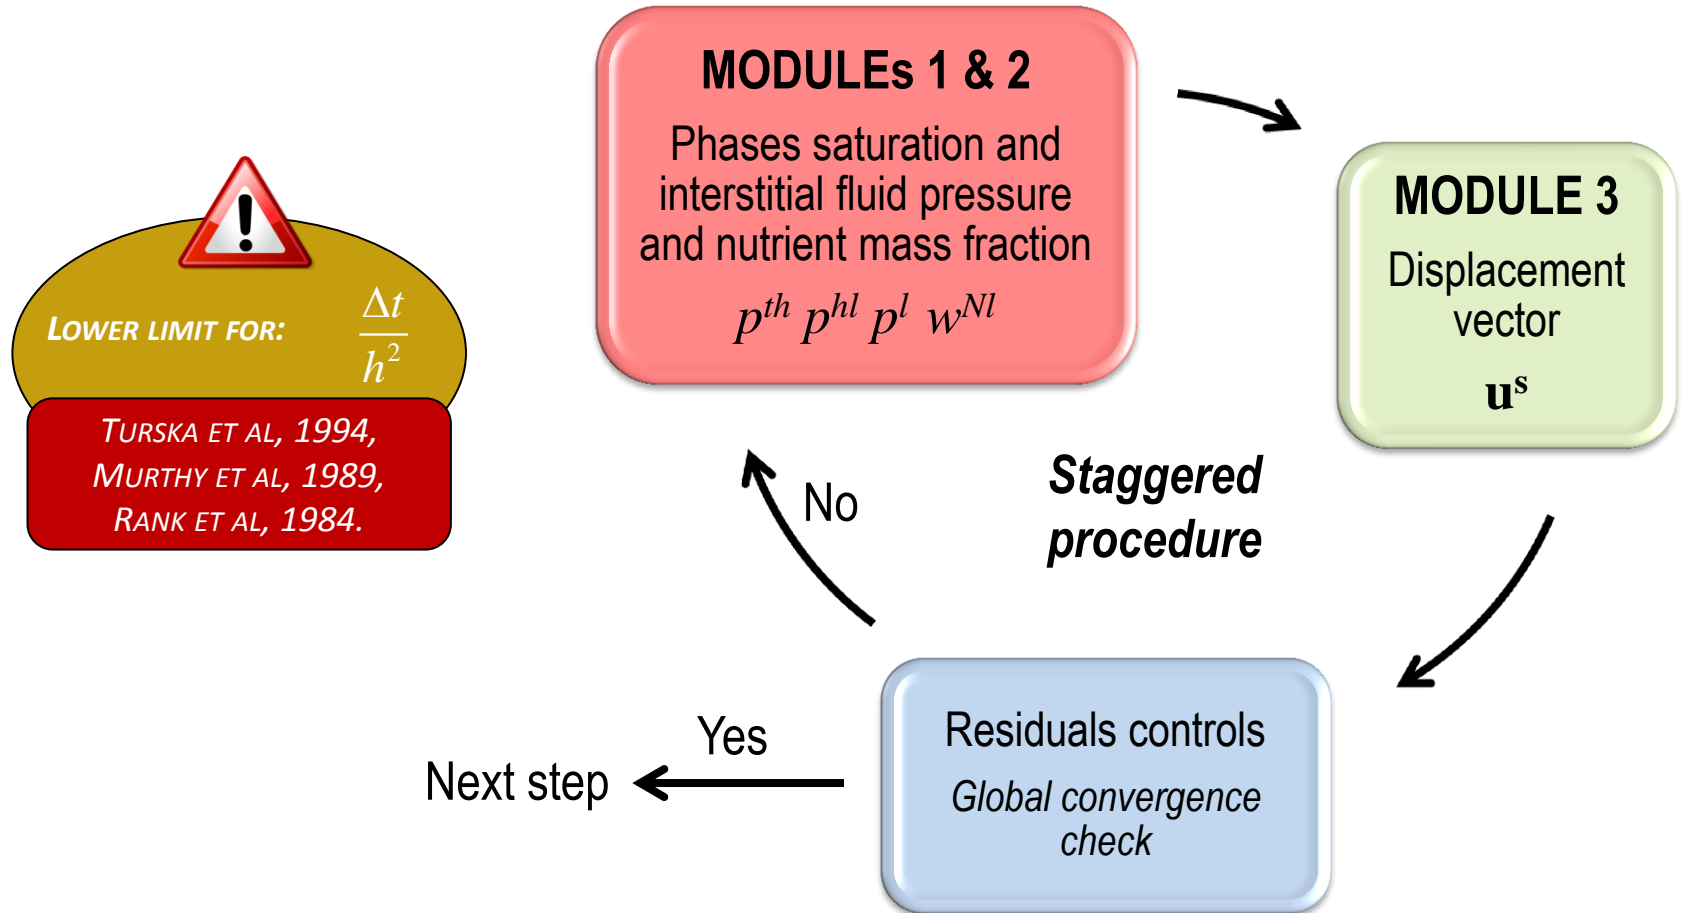 MODULEs 1 & 2
Phases saturation and
interstitial fluid pressure
and nutrient mass fraction
p^{th} p^{hl} p^{l} w^{Nl}
MODULE 3
Displacement
vector
u^{s}
!
LOWER LIMIT FOR: Δt / h^{2}
TURSKA ET AL, 1994,
MURTHY ET AL, 1989,
RANK ET AL, 1984.
Staggered
procedure
No
Residuals controls
Global convergence
check
Yes
Next step